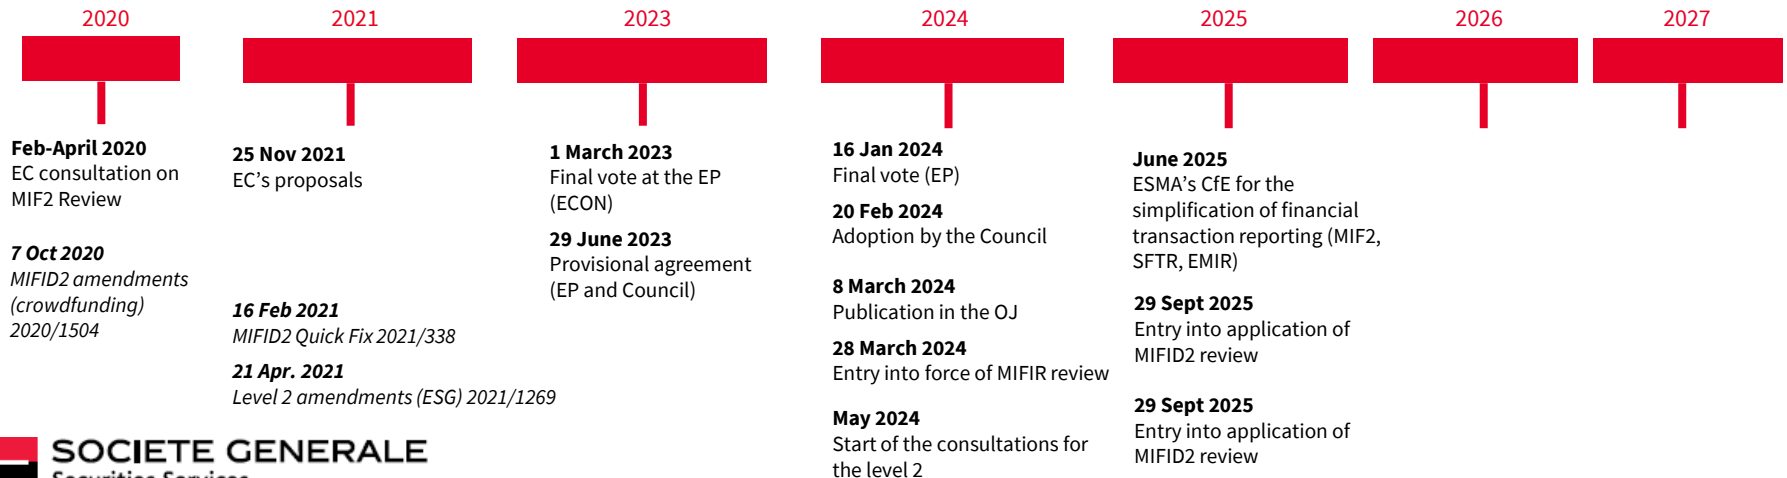 2020
2021
2023
2024
2025
2026
2027
Feb-April 2020
EC consultation on
MIF2 Review
7 Oct 2020
MIFID2 amendments
(crowdfunding)
2020/1504
25 Nov 2021
EC’s proposals
16 Feb 2021
MIFID2 Quick Fix 2021/338
21 Apr. 2021
Level 2 amendments (ESG) 2021/1269
1 March 2023
Final vote at the EP
(ECON)
29 June 2023
Provisional agreement
(EP and Council)
16 Jan 2024
Final vote (EP)
20 Feb 2024
Adoption by the Council
8 March 2024
Publication in the OJ
28 March 2024
Entry into force of MIFIR review
May 2024
Start of the consultations for
the level 2
June 2025
ESMA’s CfE for the
simplification of financial
transaction reporting (MIF2,
SFTR, EMIR)
29 Sept 2025
Entry into application of
MIFID2 review
29 Sept 2025
Entry into application of
MIFID2 review
SOCIETE GENERALE
Securities Services